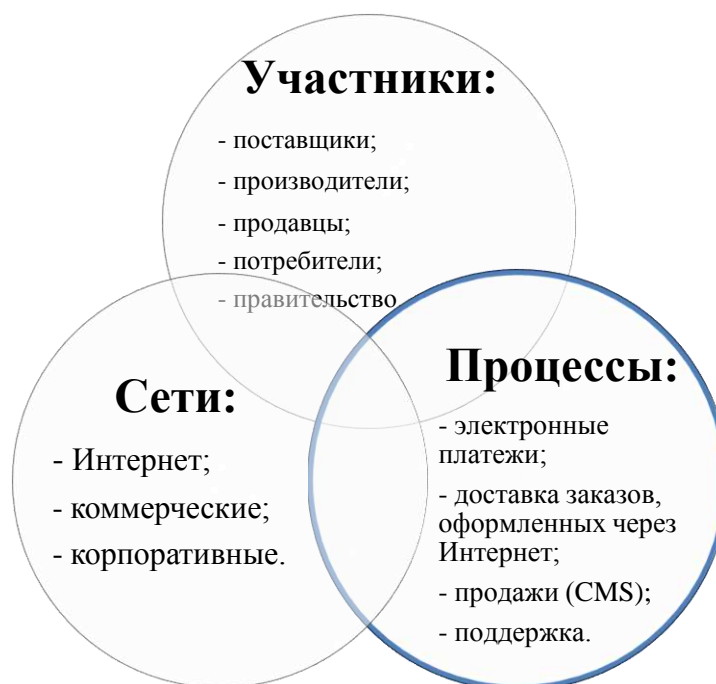 Участники:
- поставщики;
- производители;
- продавцы;
- потребители;
- правительство.
Сети:
- Интернет;
- коммерческие;
- корпоративные.
Процессы:
- электронные
платежи;
- доставка заказов,
оформленных через
Интернет;
- продажи (CMS);
- поддержка.